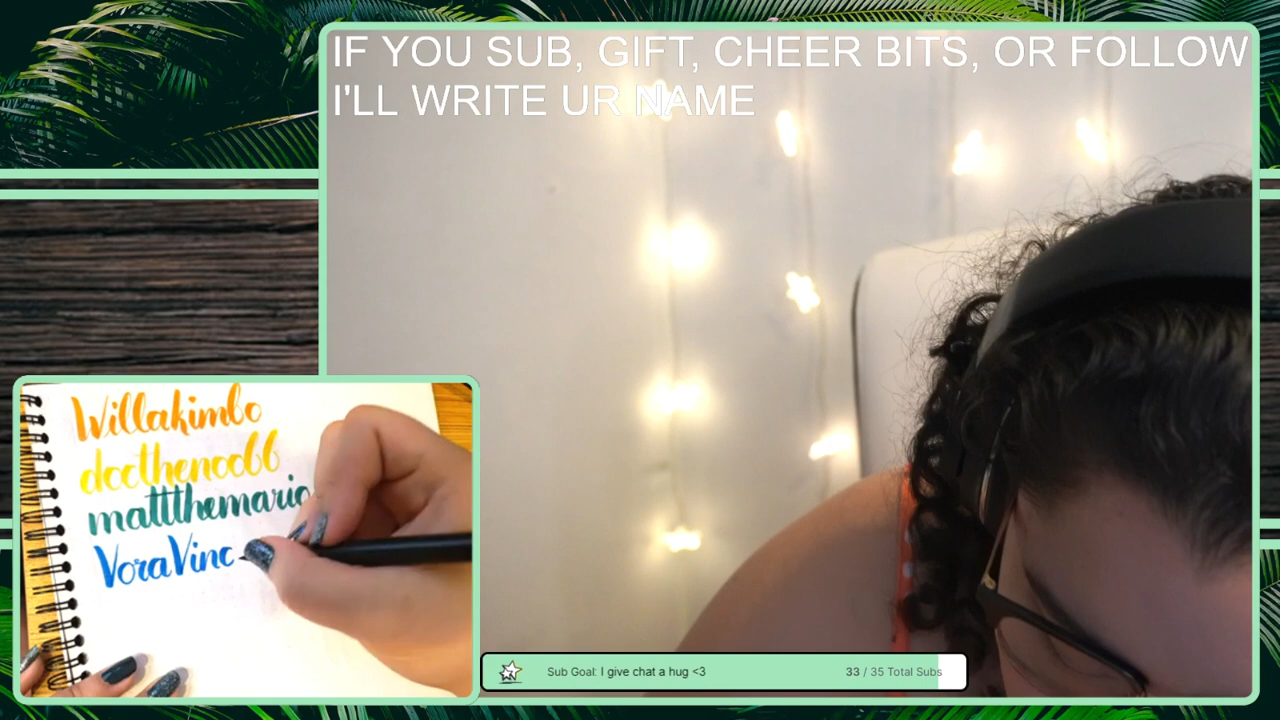 IF YOU SUB, GIFT, CHEER BITS, OR FOLLOW
I'LL WRITE UR NAME
Willakimbo
docthenoob6
mattthemario
VoraVinc
Sub Goal: I give chat a hug <3
33 / 35 Total Subs